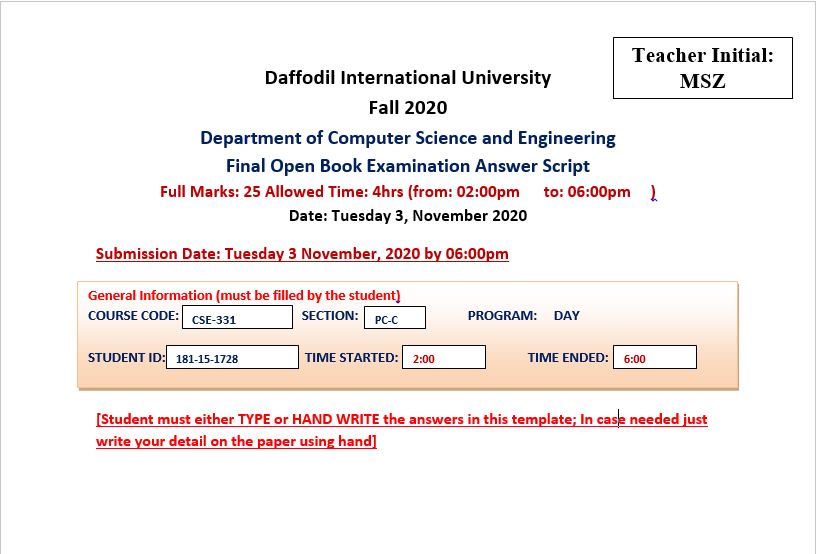 Teacher Initial:
MSZ
Daffodil International University
Fall 2020
Department of Computer Science and Engineering
Final Open Book Examination Answer Script
Full Marks: 25 Allowed Time: 4hrs (from: 02:00pm to: 06:00pm )
Date: Tuesday 3, November 2020
Submission Date: Tuesday 3 November, 2020 by 06:00pm
General Information (must be filled by the student)
COURSE CODE: CSE-331 SECTION: PC-C PROGRAM: DAY
STUDENT ID: 181-15-1728 TIME STARTED: 2:00 TIME ENDED: 6:00
[Student must either TYPE or HAND WRITE the answers in this template; In case needed just
write your detail on the paper using hand]